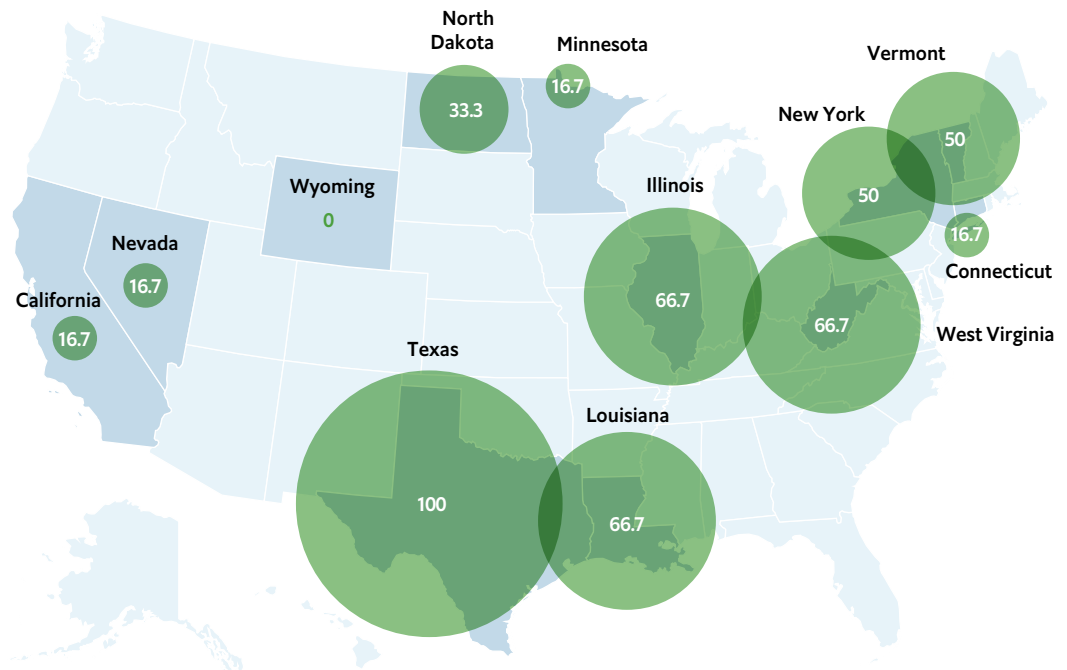 North
Dakota
33.3
Minnesota
16.7
Vermont
50
New York
50
Wyoming
0
Illinois
66.7
Nevada
16.7
Connecticut
16.7
California
16.7
West Virginia
66.7
Texas
100
Louisiana
66.7